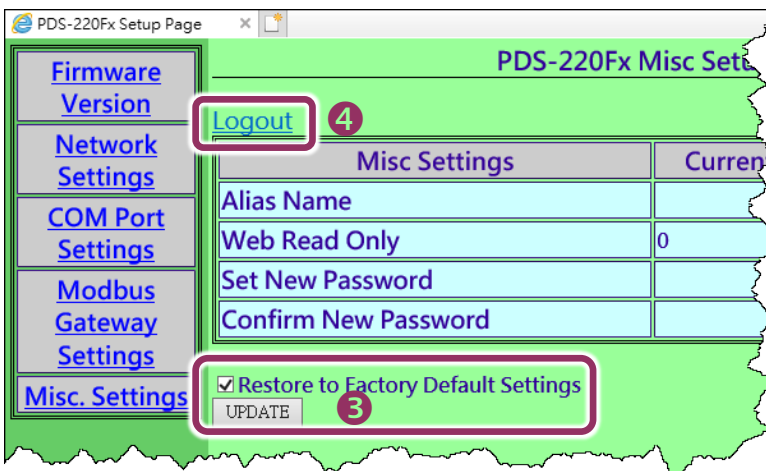 PDS-220Fx Setup Page
Firmware
Version
Network
Settings
COM Port
Settings
Modbus
Gateway
Settings
Misc. Settings
PDS-220Fx Misc
Logout
4
Misc Settings
Alias Name
Web Read Only
0
Set New Password
Confirm New Password
Restore to Factory Default Settings
UPDATE
3